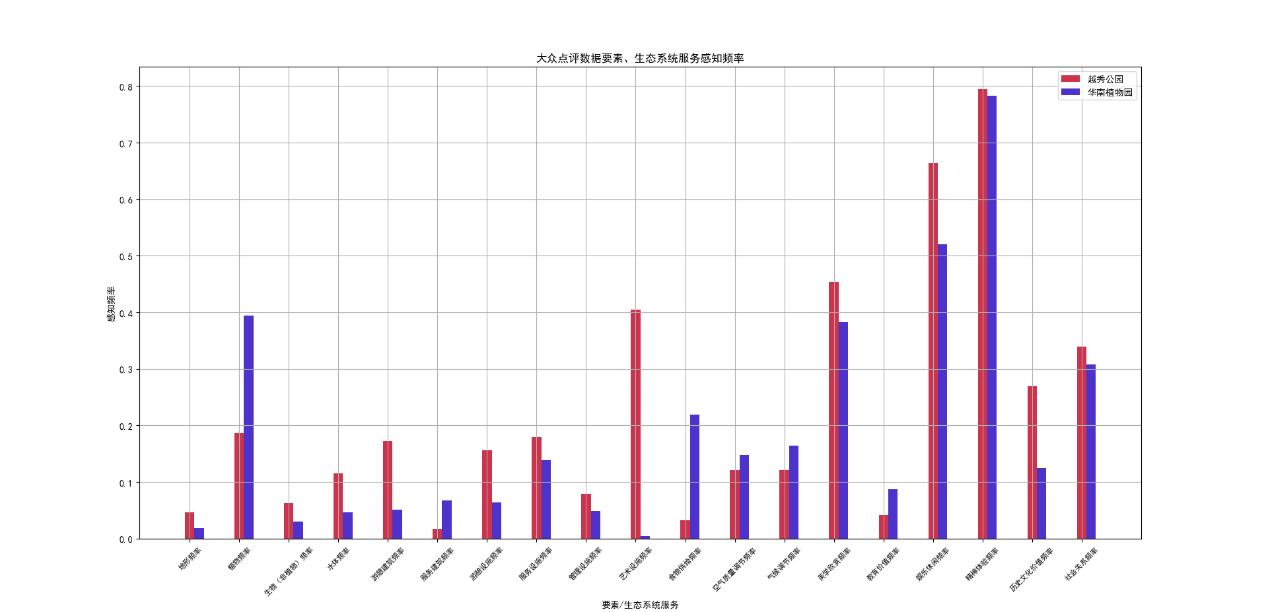 大众点评数据要素、生态系统服务感知频率
越秀公园
华南植物园
感知频率
0.8
0.7
0.6
0.5
0.4
0.3
0.2
0.1
0.0
地形频率
植物频率
生物（非植物）频率
水体频率
游憩建筑频率
服务建筑频率
游憩设施频率
服务设施频率
管理设施频率
艺术设施频率
食物供给频率
空气质量调节频率
气候调节频率
美学欣赏频率
教育价值频率
娱乐休闲频率
精神体验频率
历史文化价值频率
社会关系频率
要素/生态系统服务